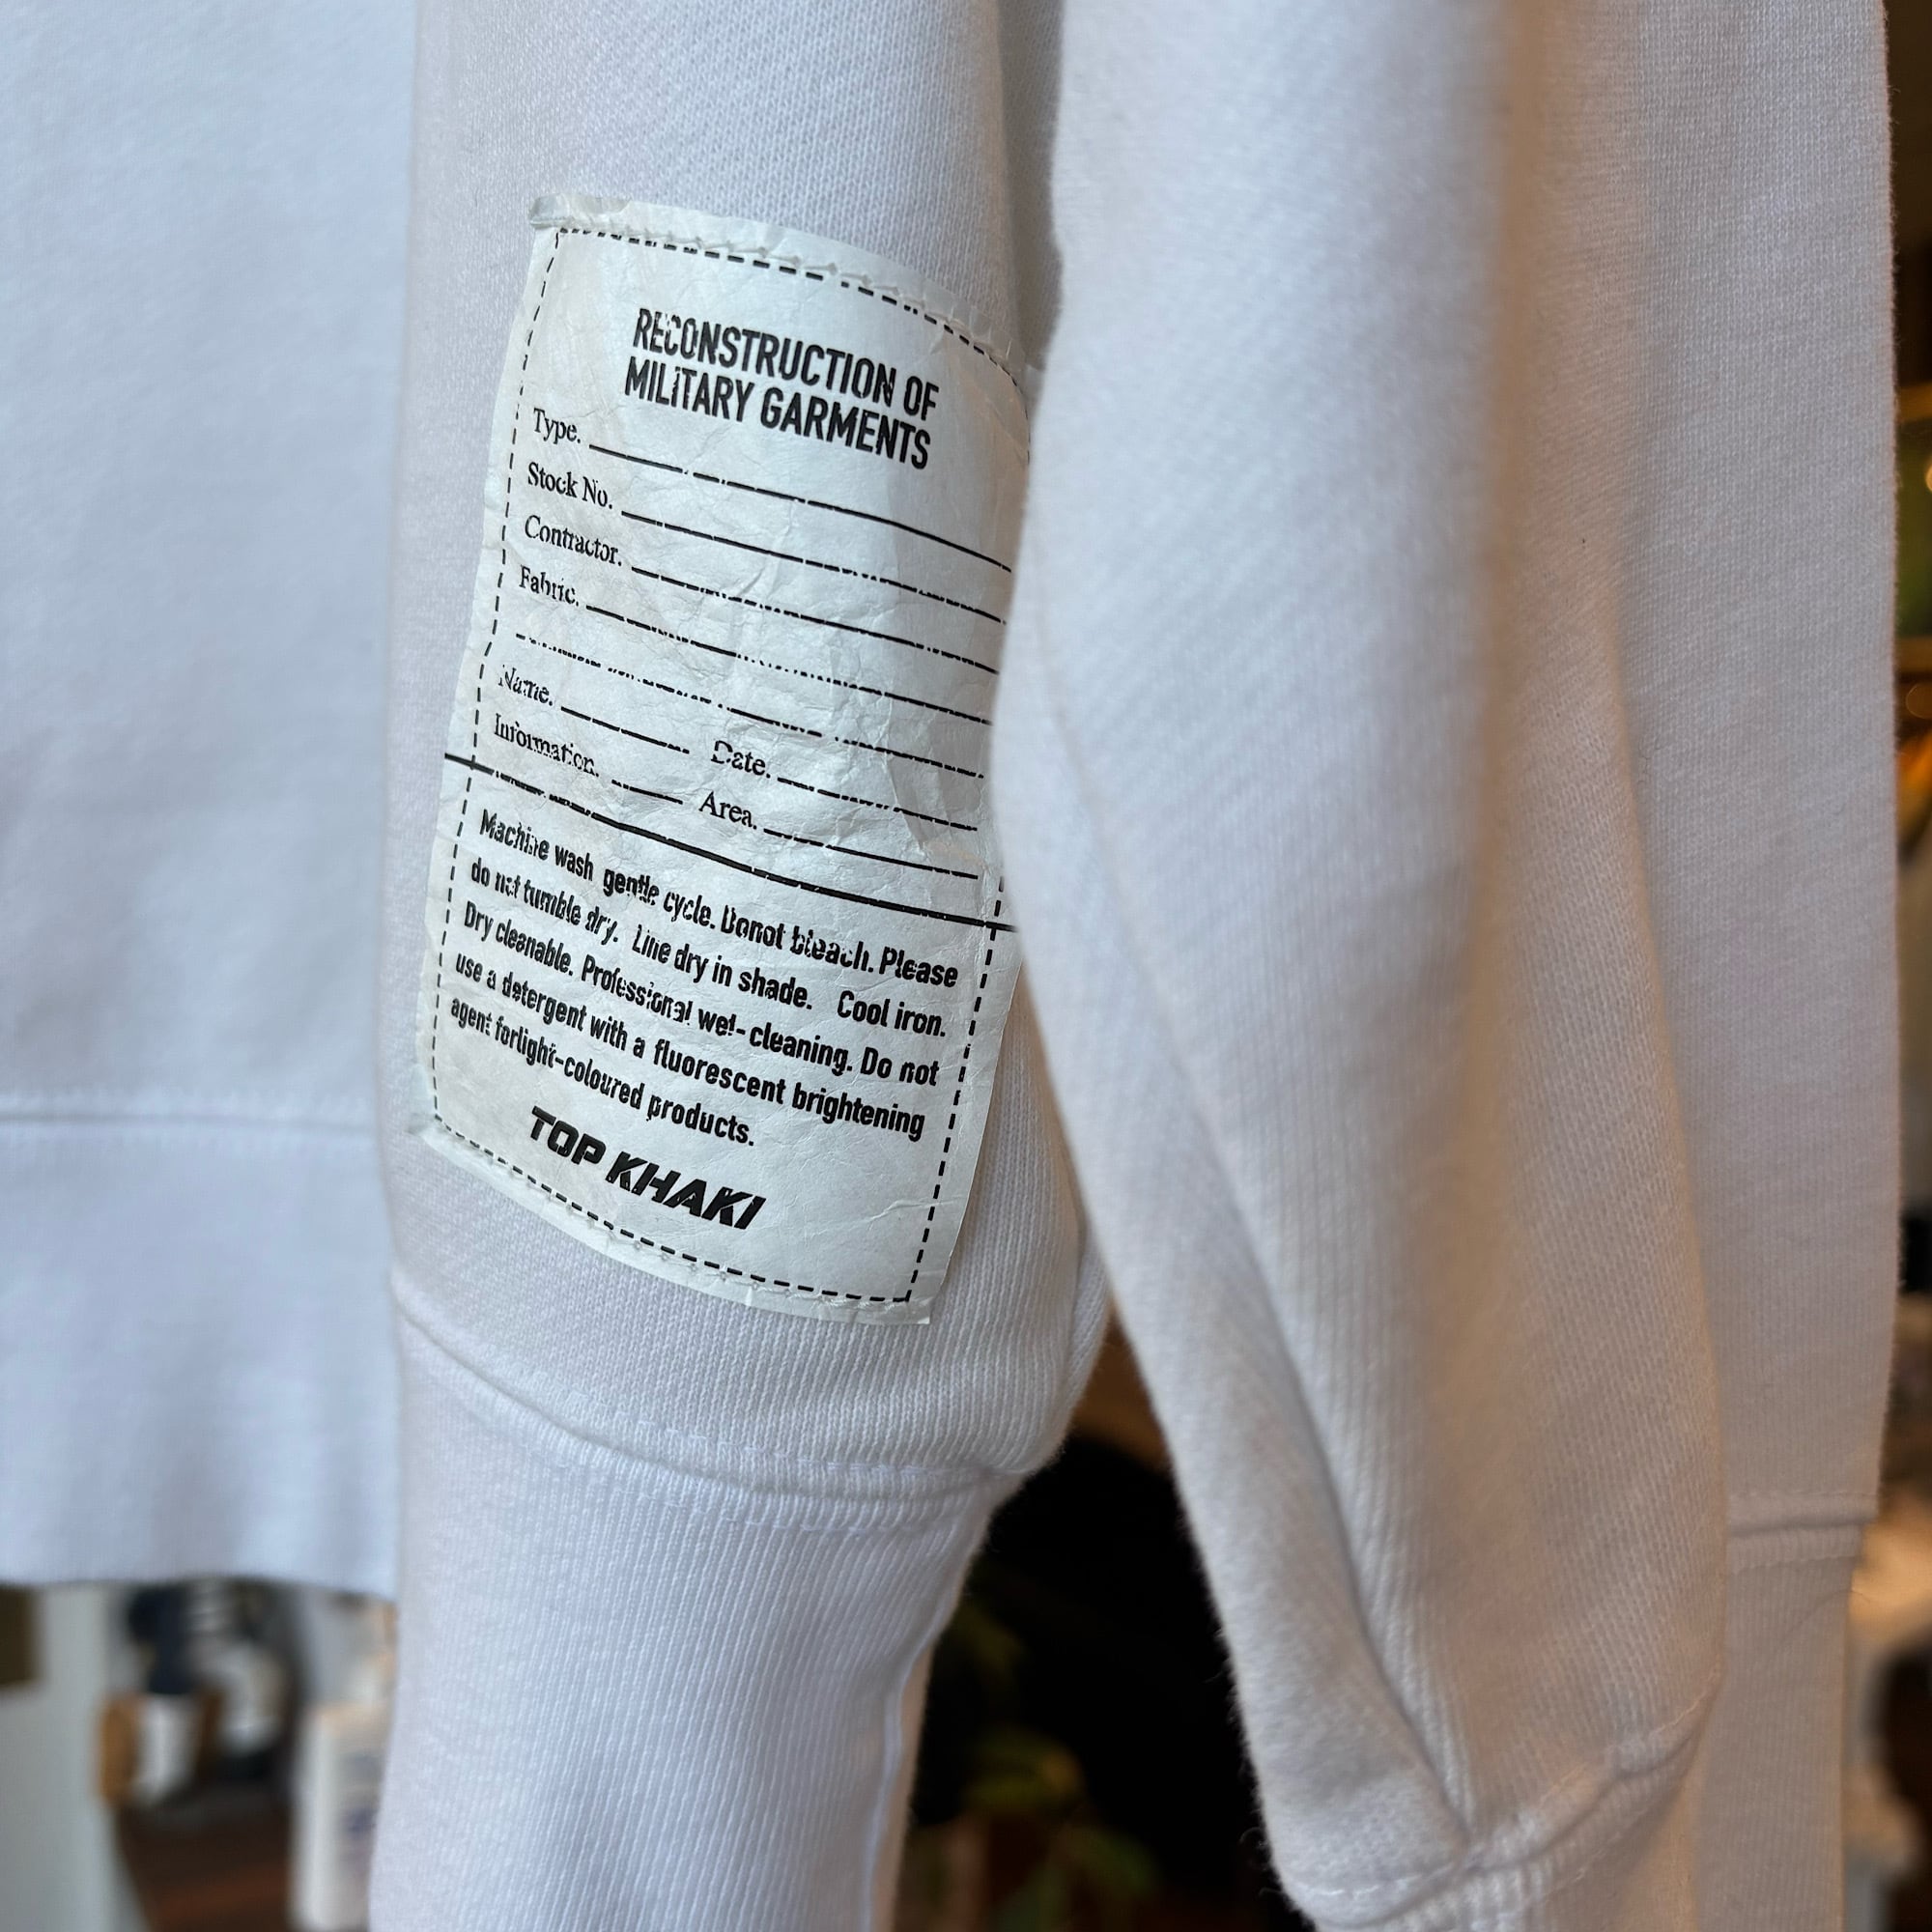 RECONSTRUCTION OF
MILITARY GARMENTS
Type.
Stock No.
Contractor.
Fabric.
Name. Date.
Information. Area.
Machine wash gentle cycle. Donot bleach. Please
do not tumble dry. Line dry in shade. Cool iron.
Dry cleanable. Professional wet-cleaning. Do not
use a detergent with a fluorescent brightening
agent forlight-coloured products.
TOP KHAKI